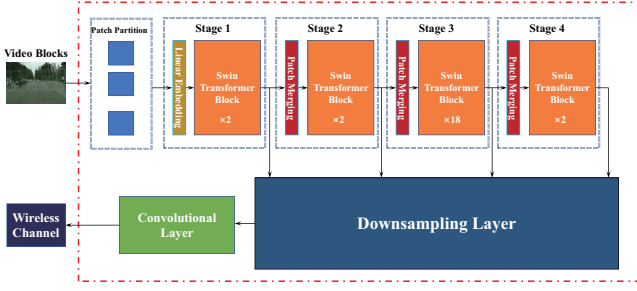 Patch Partition
Stage 1
Stage 2
Stage 3
Stage 4
Video Blocks
Linear Embedding
Swin
Transformer
Block
×2
Patch Merging
Swin
Transformer
Block
×2
Patch Merging
Swin
Transformer
Block
×18
Patch Merging
Swin
Transformer
Block
×2
Wireless
Channel
Convolutional
Layer
Downsampling Layer